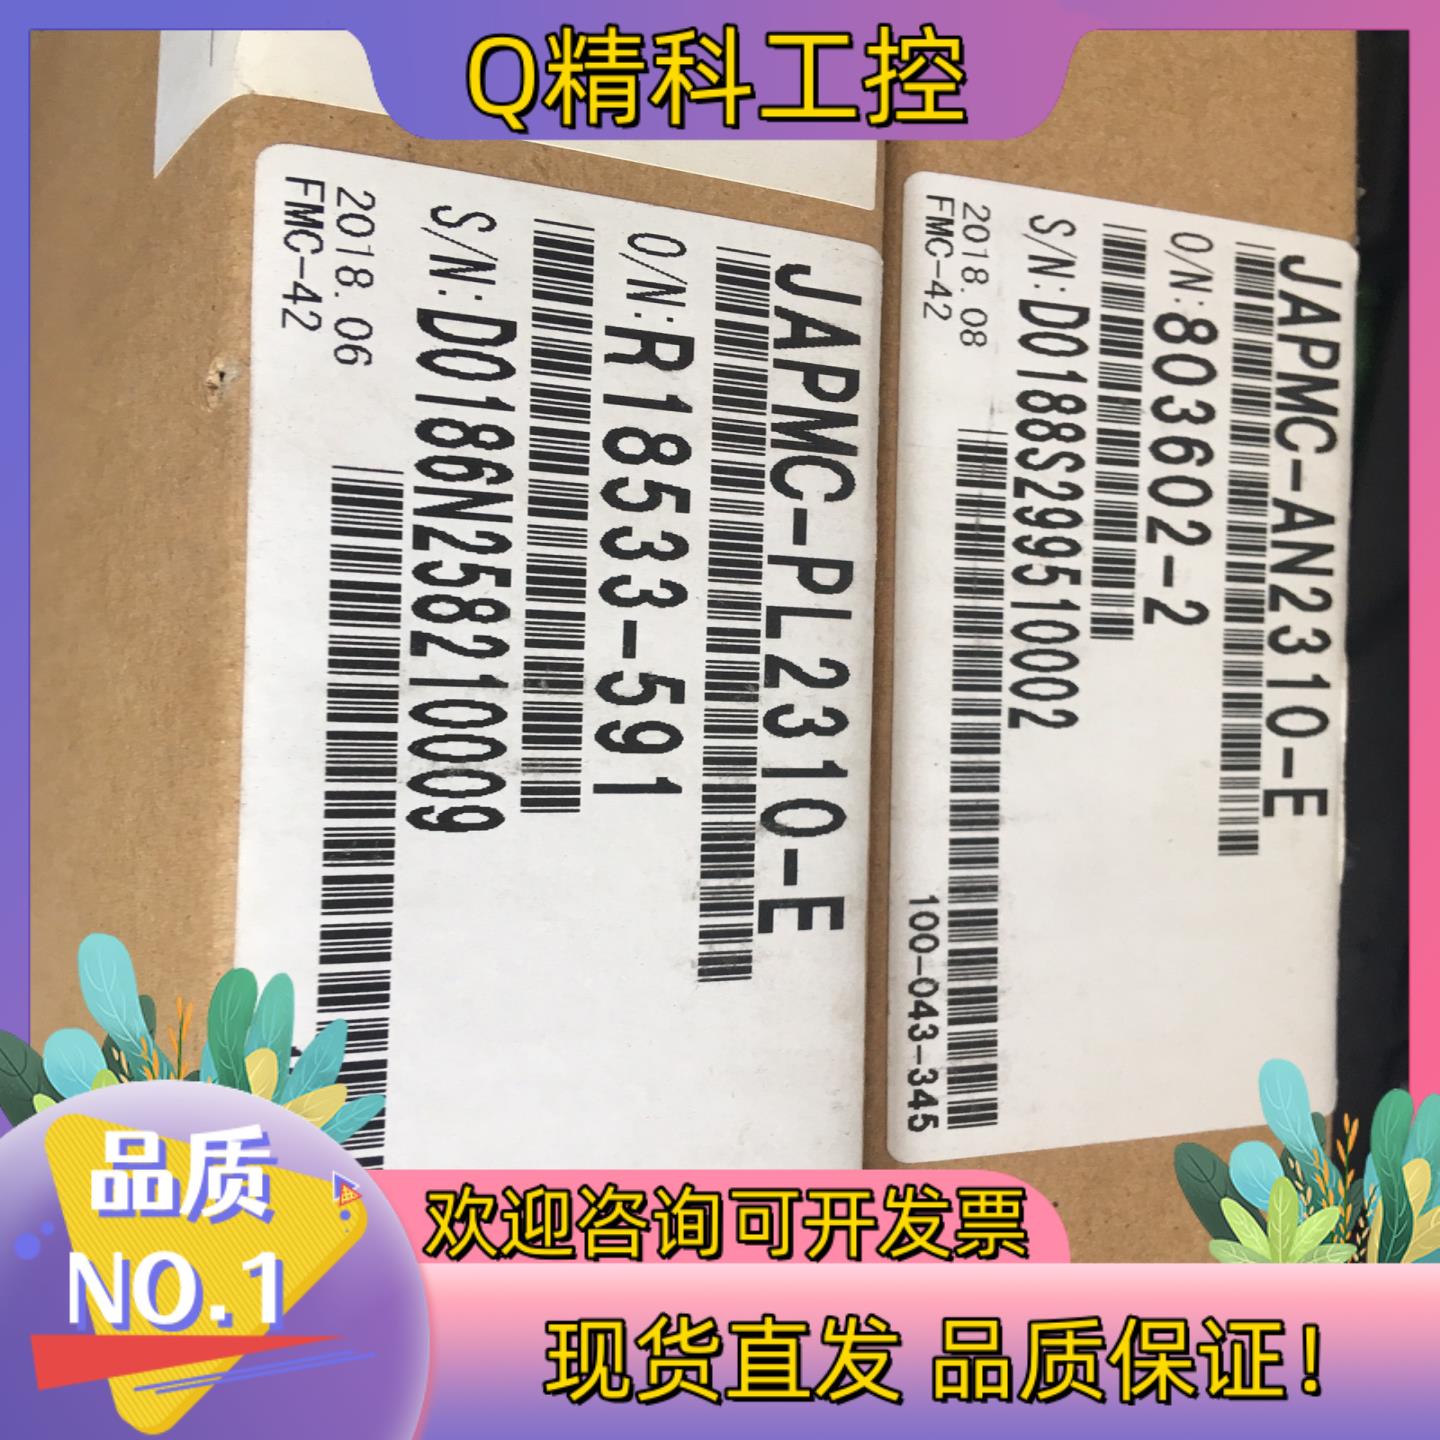 Q精科工控
JAPMC-PL2310-E
O/N:R18533-591
S/N:D0186N258210009
2018.06
FMC-42
JAPMC-AN2310-E
O/N:803602-2
S/N:D0188S299510002
2018.08
FMC-42
100-043-345
品质
NO.1
欢迎咨询可开发票
现货直发 品质保证!